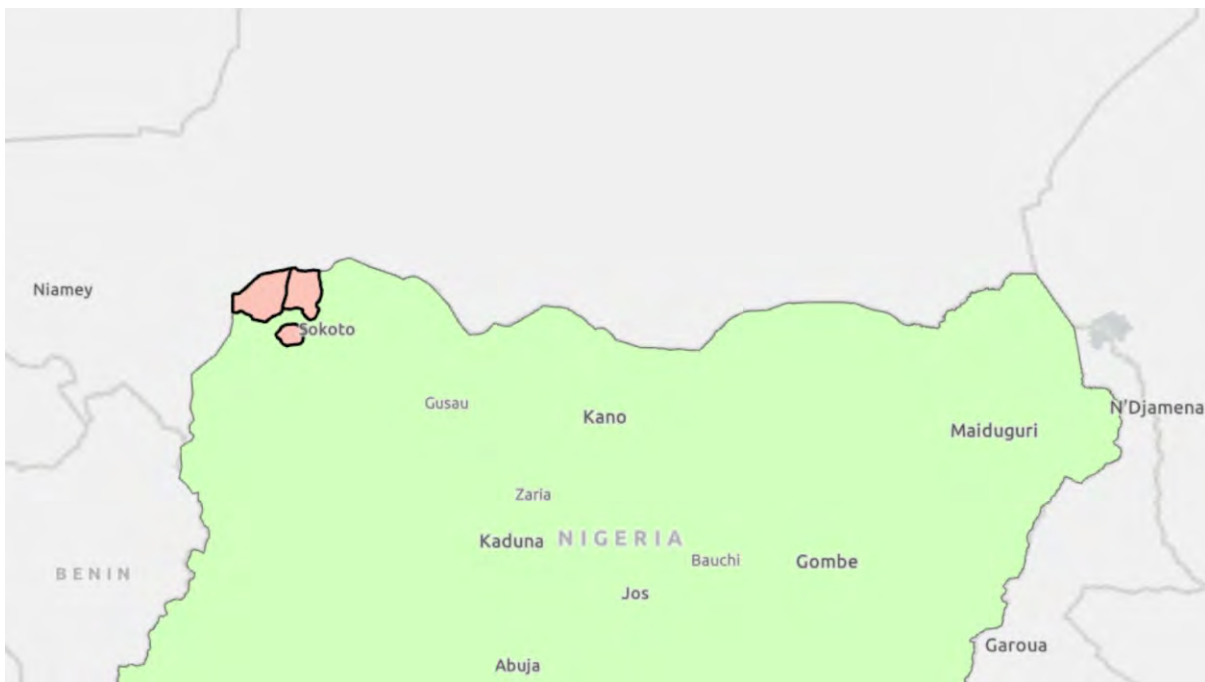 Niamey
Sokoto
Gusau
Kano
N'Djamena
Maiduguri
Zaria
Kaduna
NIGERIA
Bauchi
Gombe
BENIN
Jos
Garoua
Abuja